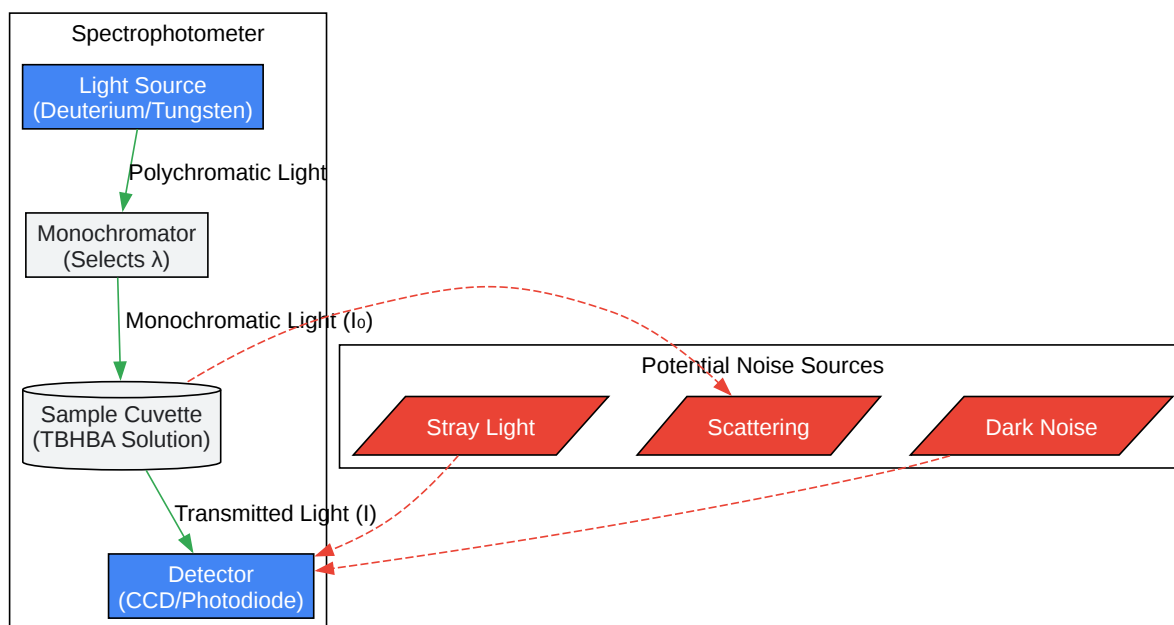 Spectrophotometer
Light Source
(Deuterium/Tungsten)
Polychromatic Light
Monochromator
(Selects λ)
Monochromatic Light (I₀)
Potential Noise Sources
Sample Cuvette
(TBHBA Solution)
Stray Light
Scattering
Dark Noise
Transmitted Light (I)
Detector
(CCD/Photodiode)